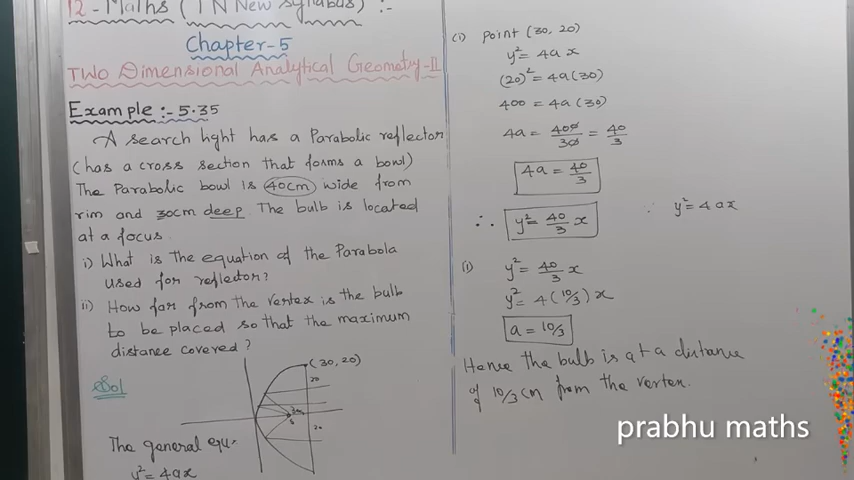 12-Maths (TN New Syllabus) :-
Chapter-5
TWO Dimensional Analytical Geometry-II
Example:-5.35
A search light has a Parabolic reflector
(has a cross section that forms a bowl)
The Parabolic bowl is 40cm wide from
rim and 30cm deep. The bulb is located
at a focus.
i) What is the equation of the Parabola
used for reflector?
ii) How far from the vertex is the bulb
to be placed so that the maximum
distance covered?
Sol
(30, 20)
20
20
The general equ.
y² = 4ax
(i) point (30, 20)
y² = 4ax
(20)² = 4a(30)
400 = 4a(30)
4a = 400/30 = 40/3
4a = 40/3
∴ y² = 40/3 x ∵ y² = 4ax
(i) y² = 40/3 x
y² = 4(10/3)x
a = 10/3
Hence the bulb is at a distance
of 10/3 cm from the vertex.
prabhu maths